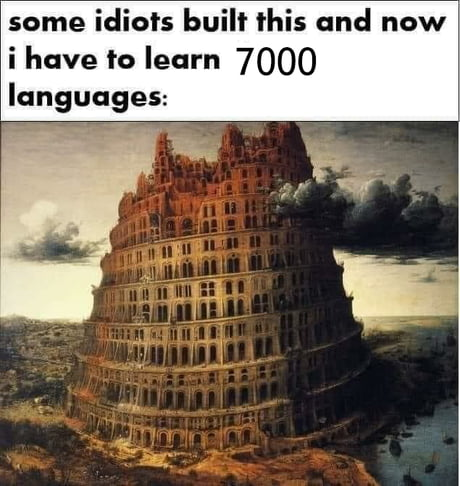 some idiots built this and now
i have to learn 7000
languages: